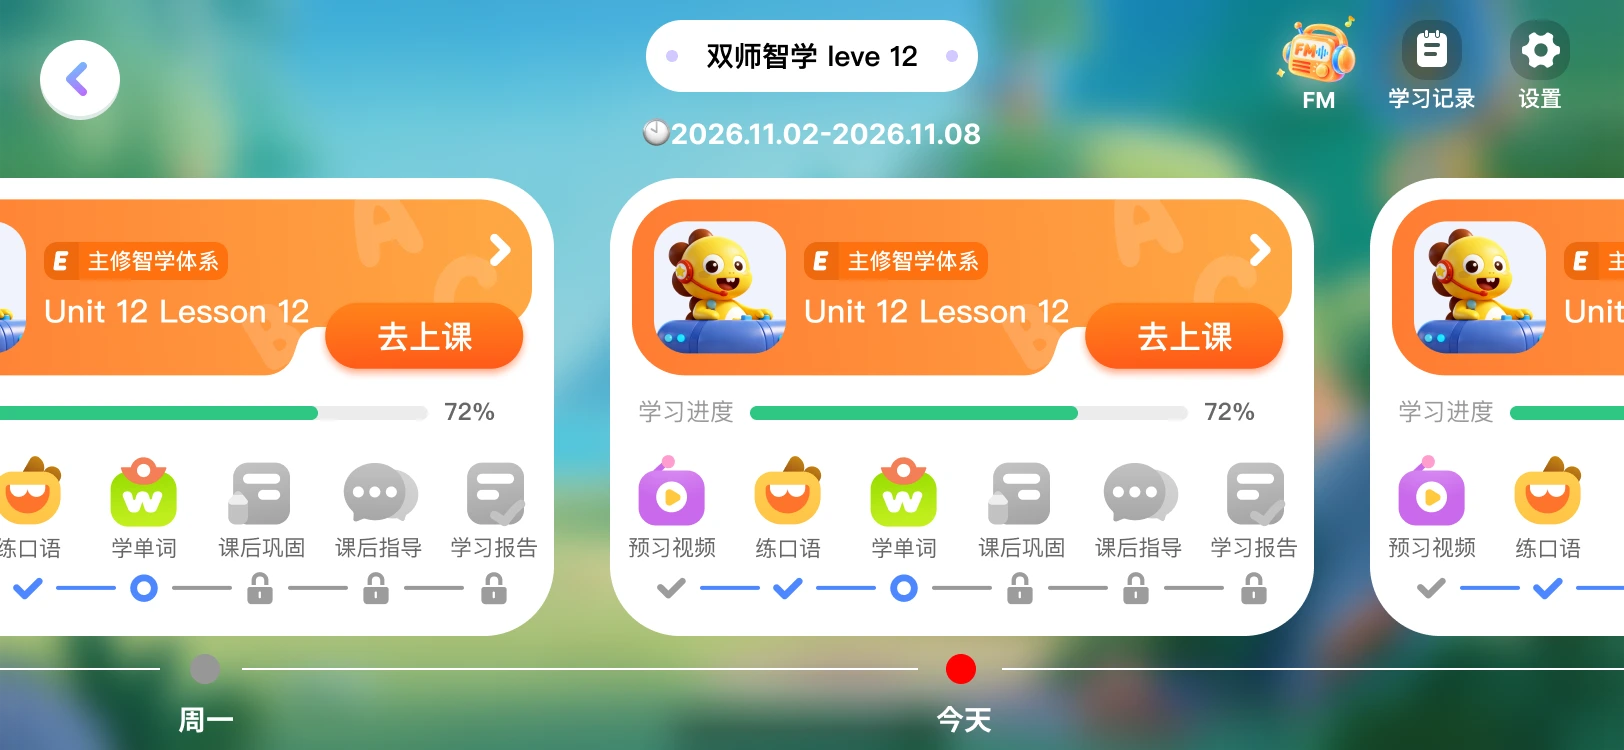 双师智学 leve 12
FM
学习记录
设置
2026.11.02-2026.11.08
E 主修智学体系
Unit 12 Lesson 12
去上课
72%
练口语
学单词
课后巩固
课后指导
学习报告
E 主修智学体系
Unit 12 Lesson 12
去上课
学习进度
72%
预习视频
练口语
学单词
课后巩固
课后指导
学习报告
E 主
Unit
学习进度
预习视频
练口语
周一
今天